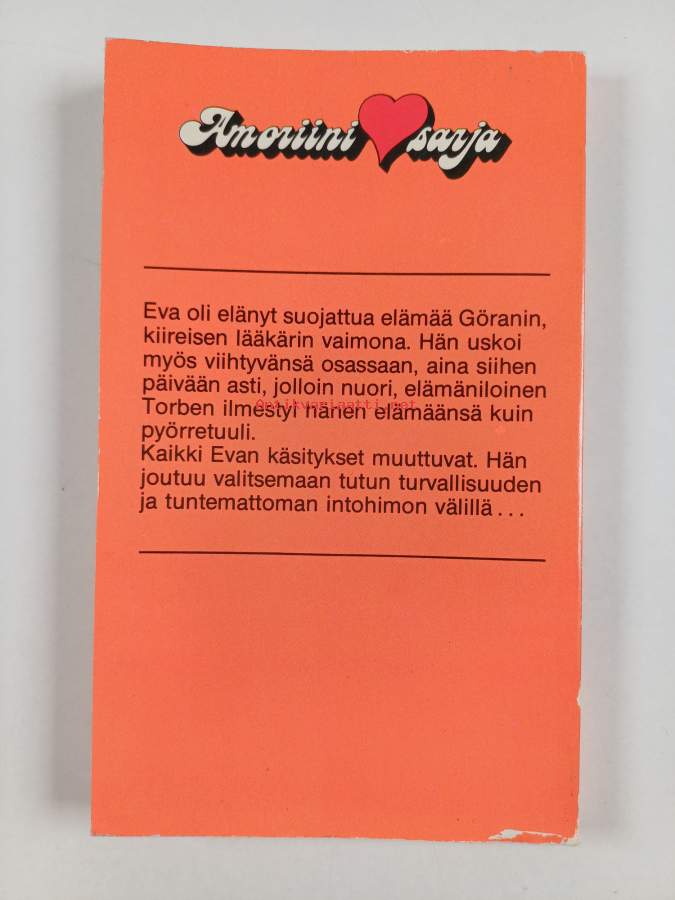 Amoriini sarja
Eva oli elänyt suojattua elämää Göranin,
kiireisen lääkärin vaimona. Hän uskoi
myös viihtyvänsä osassaan, aina siihen
päivään asti, jolloin nuori, elämäniloinen
Antikvariaatti.net
Torben ilmestyi hänen elämäänsä kuin
pyörretuuli.
Kaikki Evan käsitykset muuttuvat. Hän
joutuu valitsemaan tutun turvallisuuden
ja tuntemattoman intohimon välillä...